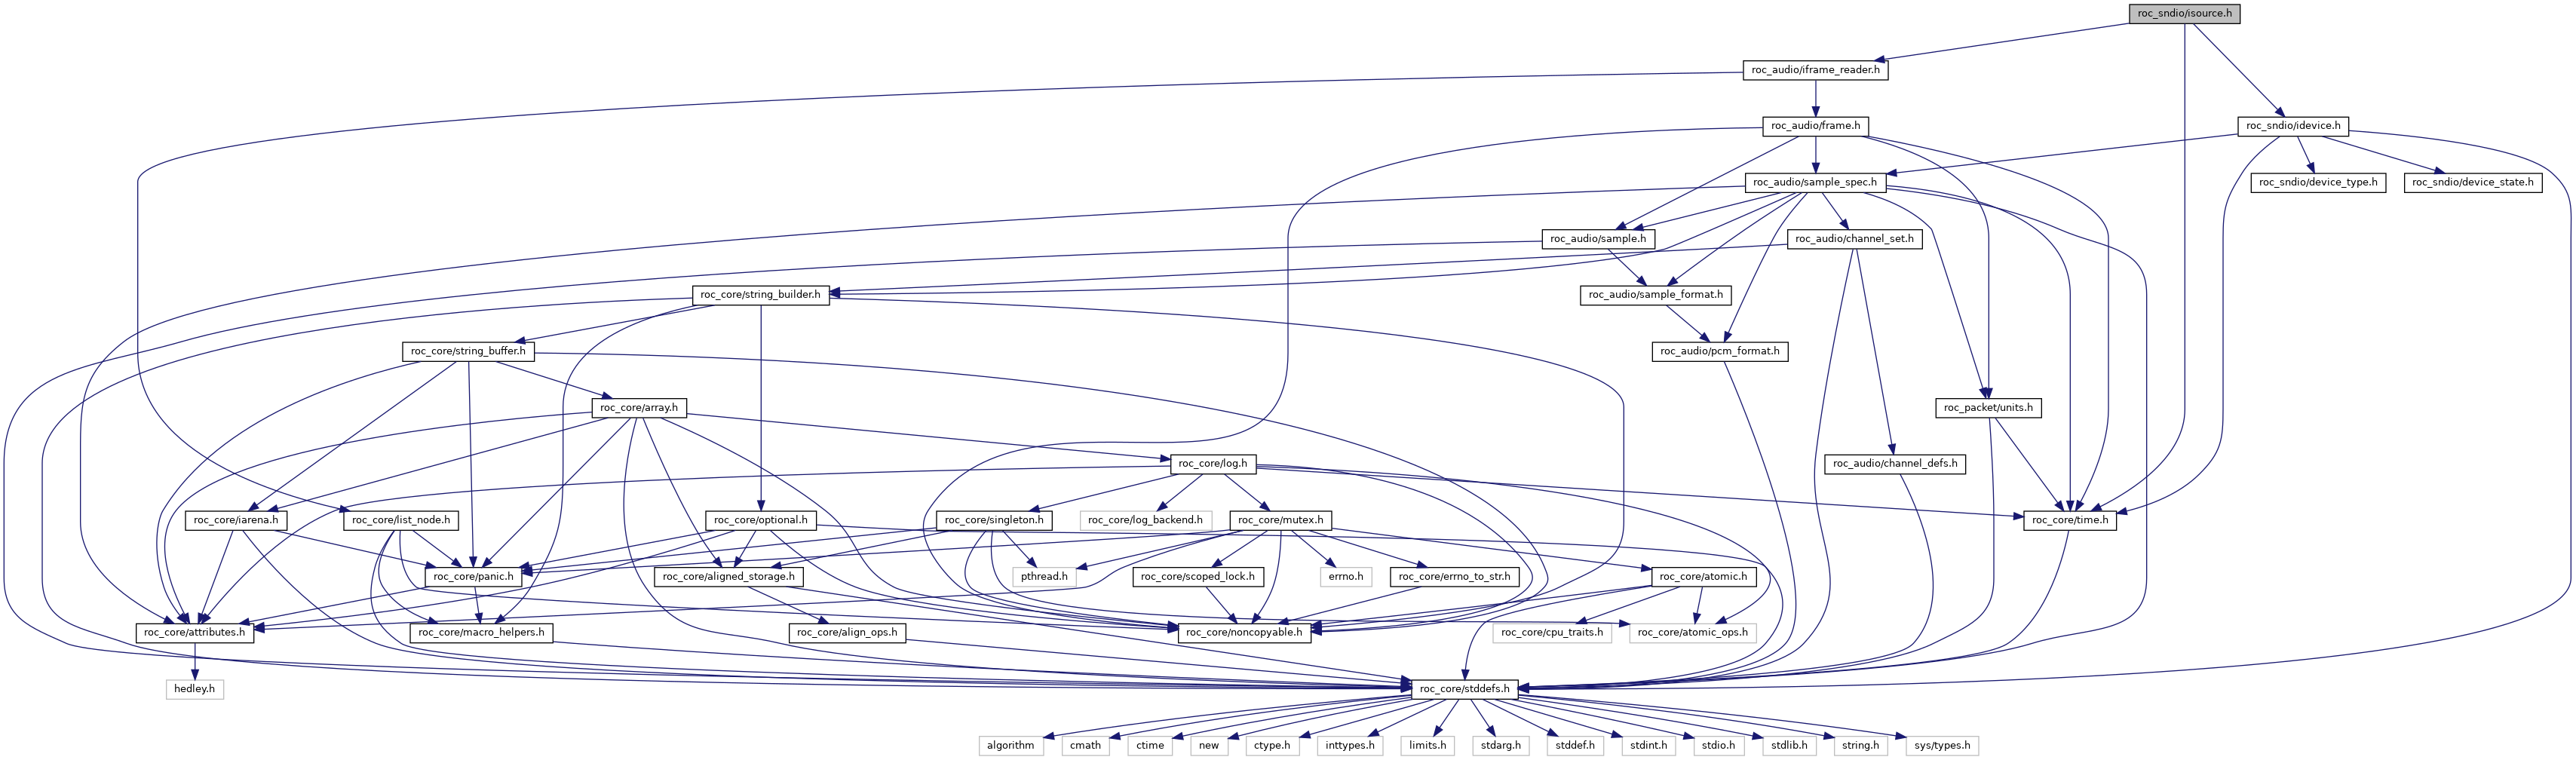 roc_sndio/isource.h
roc_audio/iframe_reader.h
roc_audio/frame.h
roc_sndio/idevice.h
roc_audio/sample_spec.h
roc_sndio/device_type.h
roc_sndio/device_state.h
roc_audio/sample.h
roc_audio/channel_set.h
roc_core/string_builder.h
roc_audio/sample_format.h
roc_core/string_buffer.h
roc_audio/pcm_format.h
roc_core/array.h
roc_packet/units.h
roc_core/log.h
roc_audio/channel_defs.h
roc_core/iarena.h
roc_core/list_node.h
roc_core/optional.h
roc_core/singleton.h
roc_core/log_backend.h
roc_core/mutex.h
roc_core/time.h
roc_core/panic.h
roc_core/aligned_storage.h
pthread.h
roc_core/scoped_lock.h
errno.h
roc_core/errno_to_str.h
roc_core/atomic.h
roc_core/attributes.h
roc_core/macro_helpers.h
roc_core/align_ops.h
roc_core/noncopyable.h
roc_core/cpu_traits.h
roc_core/atomic_ops.h
hedley.h
roc_core/stddefs.h
algorithm
cmath
ctime
new
ctype.h
inttypes.h
limits.h
stdarg.h
stddef.h
stdint.h
stdio.h
stdlib.h
string.h
sys/types.h